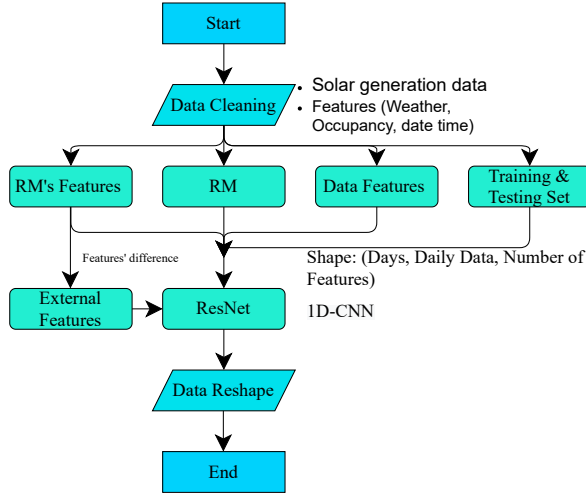 Start
Data Cleaning
• Solar generation data
• Features (Weather,
Occupancy, date time)
RM's Features
RM
Data Features
Training &
Testing Set
Features' difference
Shape: (Days, Daily Data, Number of
Features)
External
Features
ResNet
1D-CNN
Data Reshape
End